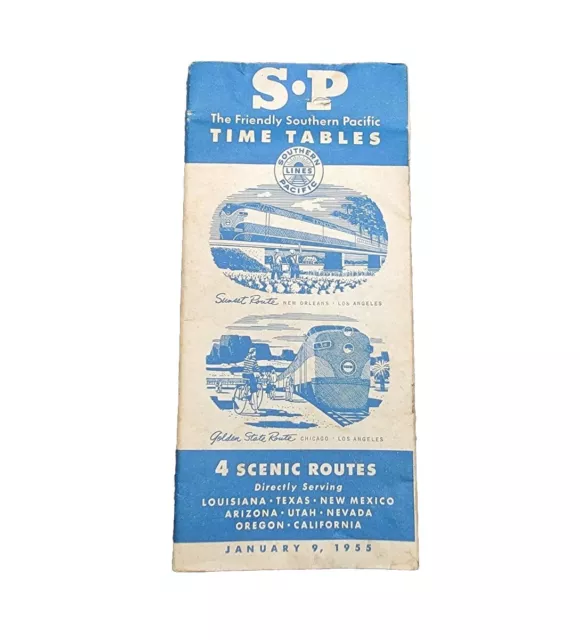 S·P
The Friendly Southern Pacific
TIME TABLES
SOUTHERN
LINES
PACIFIC
Sunset Route NEW ORLEANS · LOS ANGELES
Golden State Route CHICAGO · LOS ANGELES
4 SCENIC ROUTES
Directly Serving
LOUISIANA · TEXAS · NEW MEXICO
ARIZONA · UTAH · NEVADA
OREGON · CALIFORNIA
JANUARY 9, 1955